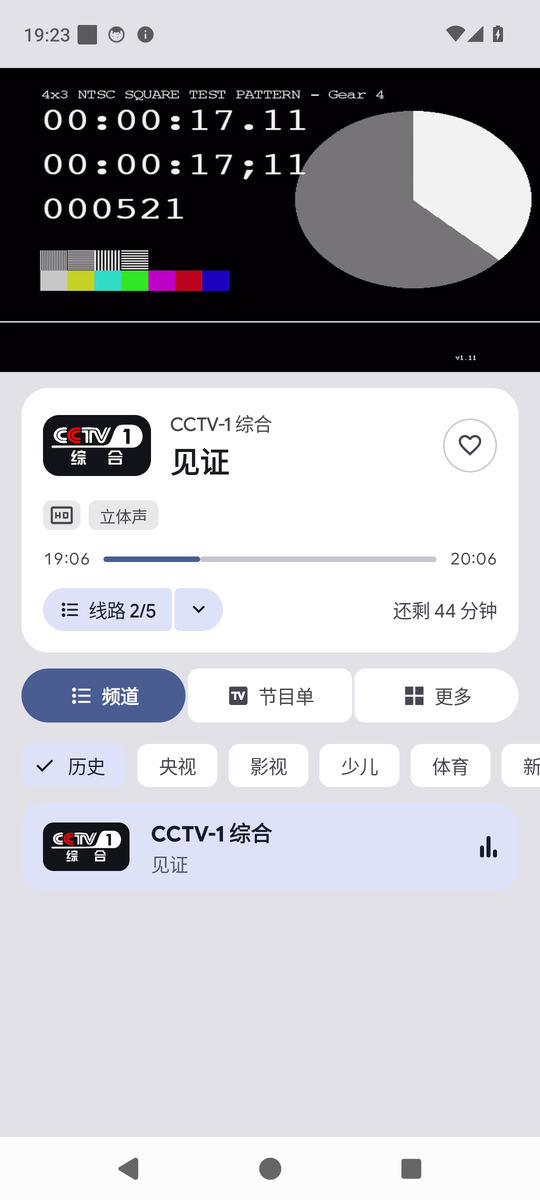 19:23
4x3 NTSC SQUARE TEST PATTERN - Gear 4
00:00:17.11
00:00:17;11
000521
v1.11
CCTV 1
综合
CCTV-1 综合
见证
HD
立体声
19:06
20:06
线路 2/5
还剩 44 分钟
频道
TV
节目单
更多
历史
央视
影视
少儿
体育
新
CCTV 1
综合
CCTV-1 综合
见证